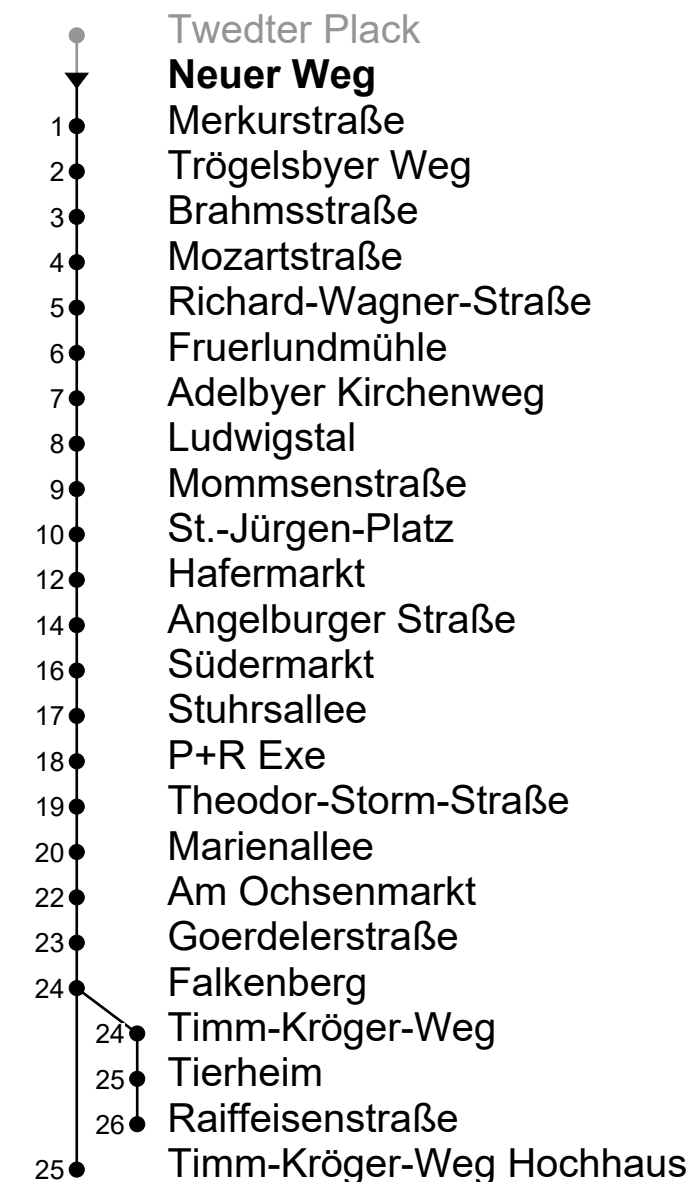 Twedter Plack
Neuer Weg
1 Merkurstraße
2 Trögelsbyer Weg
3 Brahmsstraße
4 Mozartstraße
5 Richard-Wagner-Straße
6 Fruerlundmühle
7 Adelbyer Kirchenweg
8 Ludwigstal
9 Mommsenstraße
10 St.-Jürgen-Platz
12 Hafermarkt
14 Angelburger Straße
16 Südermarkt
17 Stuhrsallee
18 P+R Exe
19 Theodor-Storm-Straße
20 Marienallee
22 Am Ochsenmarkt
23 Goerdelerstraße
24 Falkenberg
24 Timm-Kröger-Weg
25 Tierheim
26 Raiffeisenstraße
25 Timm-Kröger-Weg Hochhaus